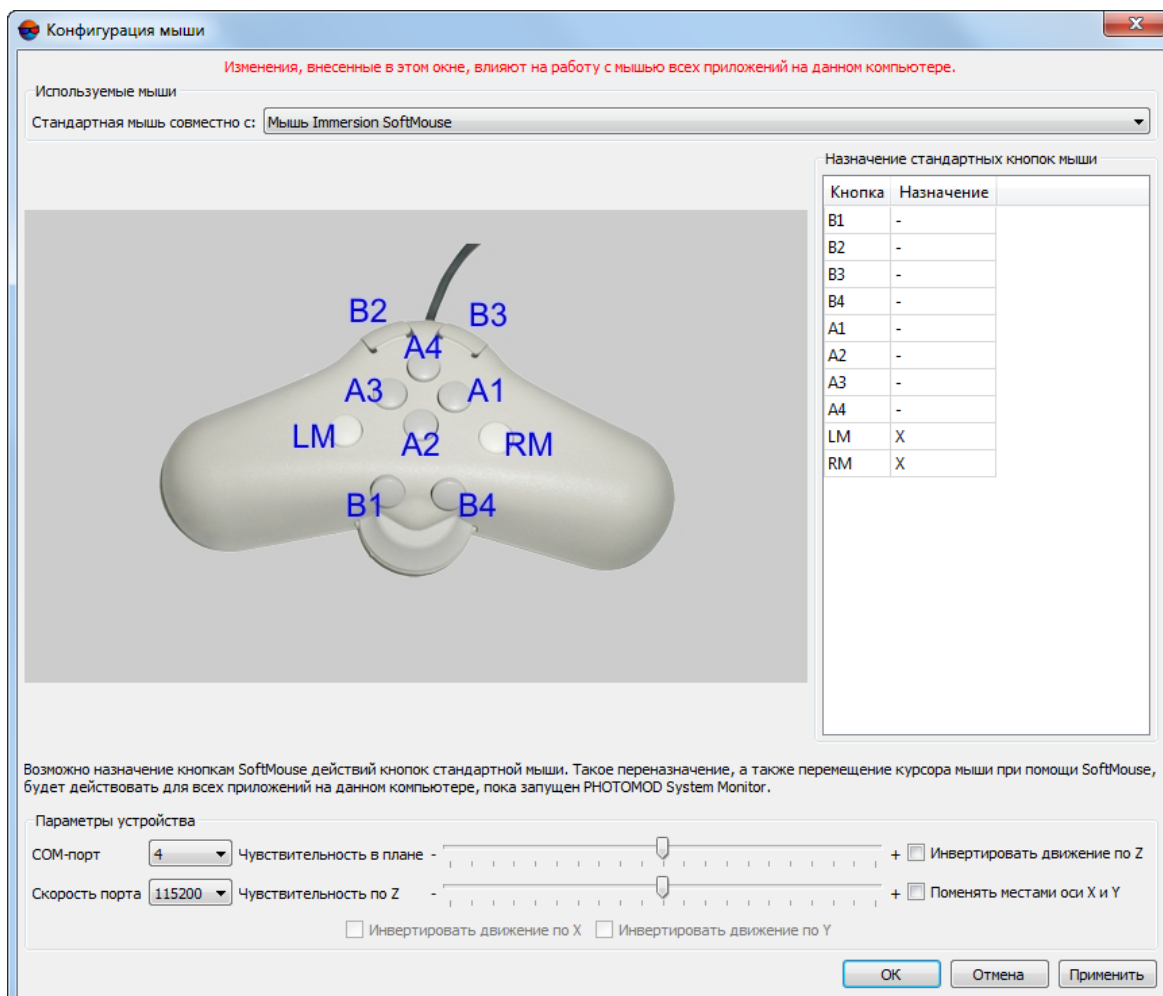 Конфигурация мыши
Изменения, внесенные в этом окне, влияют на работу с мышью всех приложений на данном компьютере.
Используемые мыши
Стандартная мышь совместно с: Мышь Immersion SoftMouse
Назначение стандартных кнопок мыши
Кнопка Назначение
B1 -
B2 -
B3 -
B4 -
A1 -
A2 -
A3 -
A4 -
LM X
RM X
B2 B3
A4
A3 A1
LM A2 RM
B1 B4
Возможно назначение кнопкам SoftMouse действий кнопок стандартной мыши. Такое переназначение, а также перемещение курсора мыши при помощи SoftMouse,
будет действовать для всех приложений на данном компьютере, пока запущен PHOTOMOD System Monitor.
Параметры устройства
COM-порт 4 Чувствительность в плане - + Инвертировать движение по Z
Скорость порта 115200 Чувствительность по Z - + Поменять местами оси X и Y
Инвертировать движение по X Инвертировать движение по Y
OK Отмена Применить